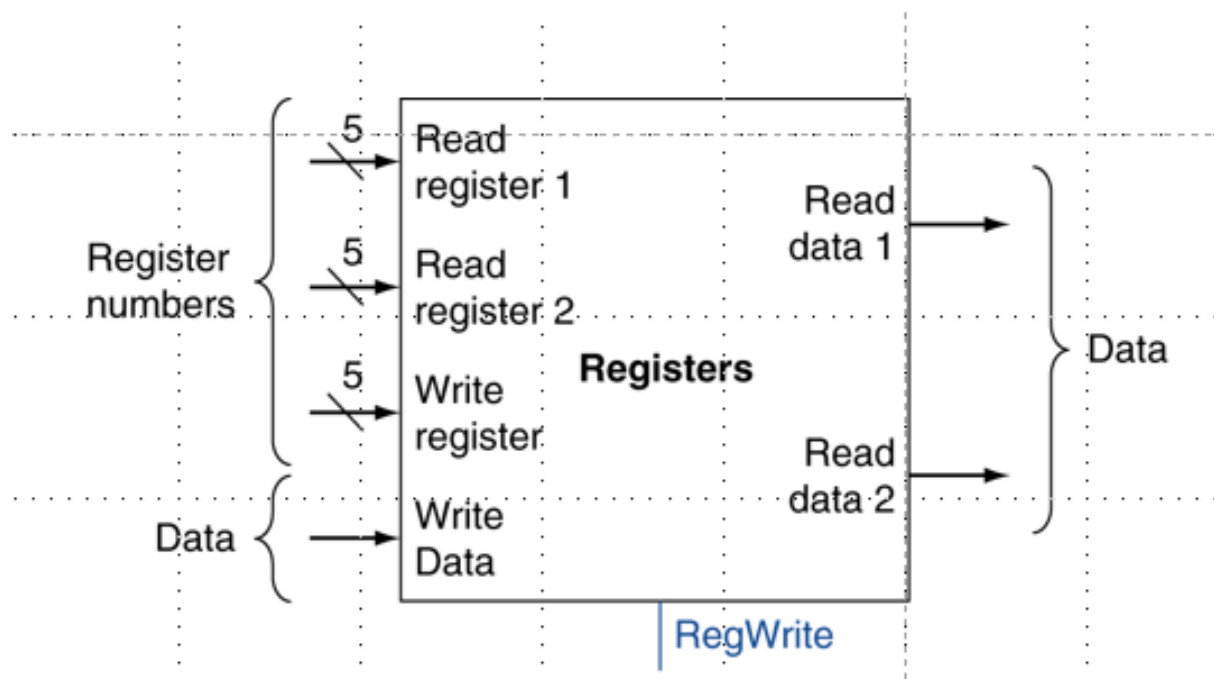 Register
numbers
5
Read
register 1
5
Read
register 2
5
Write
register
Data
Write
Data
Registers
Read
data 1
Read
data 2
Data
RegWrite